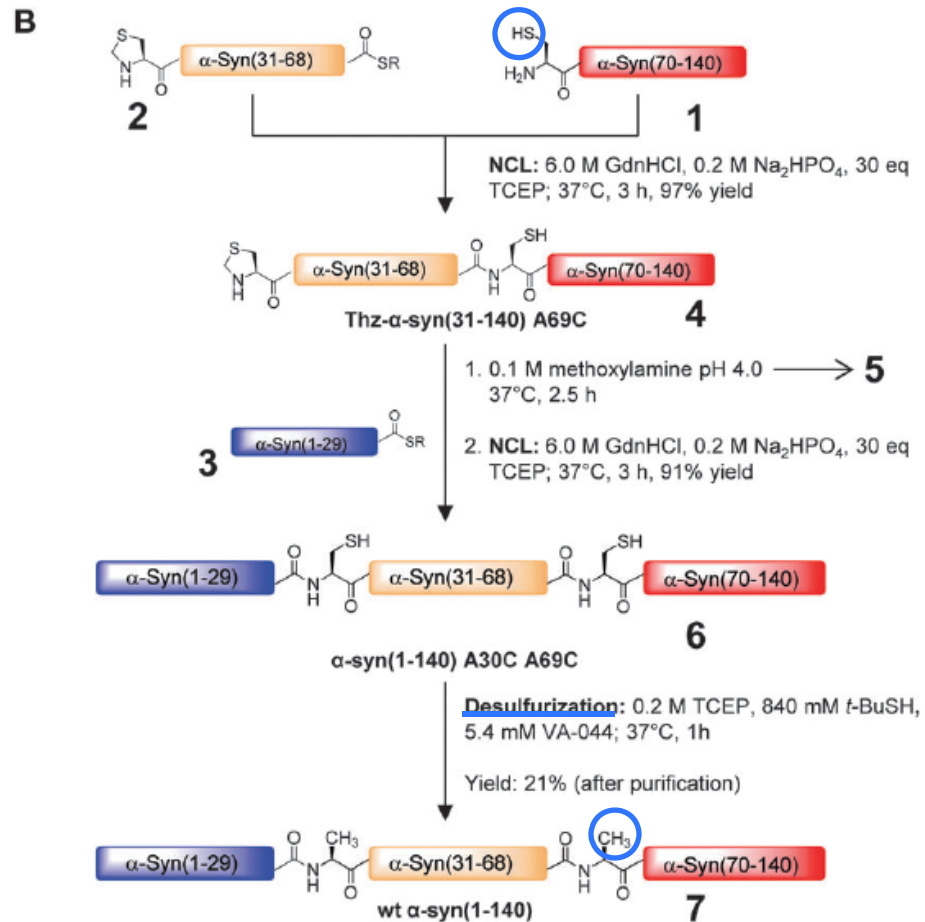 B
S
N
H
O
α-Syn(31-68)
O
SR
2
HS
H₂N
O
α-Syn(70-140)
1
NCL: 6.0 M GdnHCl, 0.2 M Na₂HPO₄, 30 eq
TCEP; 37°C, 3 h, 97% yield
S
N
H
O
α-Syn(31-68)
O
N
H
SH
O
α-Syn(70-140)
Thz-α-syn(31-140) A69C
4
1. 0.1 M methoxylamine pH 4.0
37°C, 2.5 h
5
3
α-Syn(1-29)
O
SR
2. NCL: 6.0 M GdnHCl, 0.2 M Na₂HPO₄, 30 eq
TCEP; 37°C, 3 h, 91% yield
α-Syn(1-29)
O
N
H
SH
O
α-Syn(31-68)
O
N
H
SH
O
α-Syn(70-140)
6
α-syn(1-140) A30C A69C
Desulfurization: 0.2 M TCEP, 840 mM t-BuSH,
5.4 mM VA-044; 37°C, 1h
Yield: 21% (after purification)
α-Syn(1-29)
O
N
H
CH₃
O
α-Syn(31-68)
O
N
H
CH₃
O
α-Syn(70-140)
wt α-syn(1-140)
7